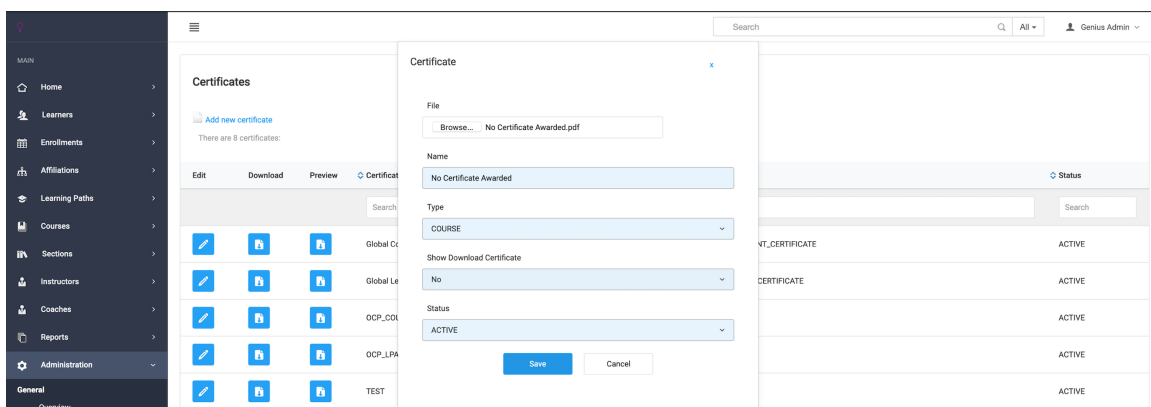 Search
All
Genius Admin
MAIN
Home
Learners
Enrollments
Affiliations
Learning Paths
Courses
Sections
Instructors
Coaches
Reports
Administration
General
Overview
Certificates
Add new certificate
There are 8 certificates:
Edit Download Preview Certificat Status
Search Search
Global Co NT_CERTIFICATE ACTIVE
Global Le CERTIFICATE ACTIVE
OCP_COU ACTIVE
OCP_LPA ACTIVE
TEST ACTIVE
Certificate x
File
Browse... No Certificate Awarded.pdf
Name
No Certificate Awarded
Type
COURSE
Show Download Certificate
No
Status
ACTIVE
Save Cancel